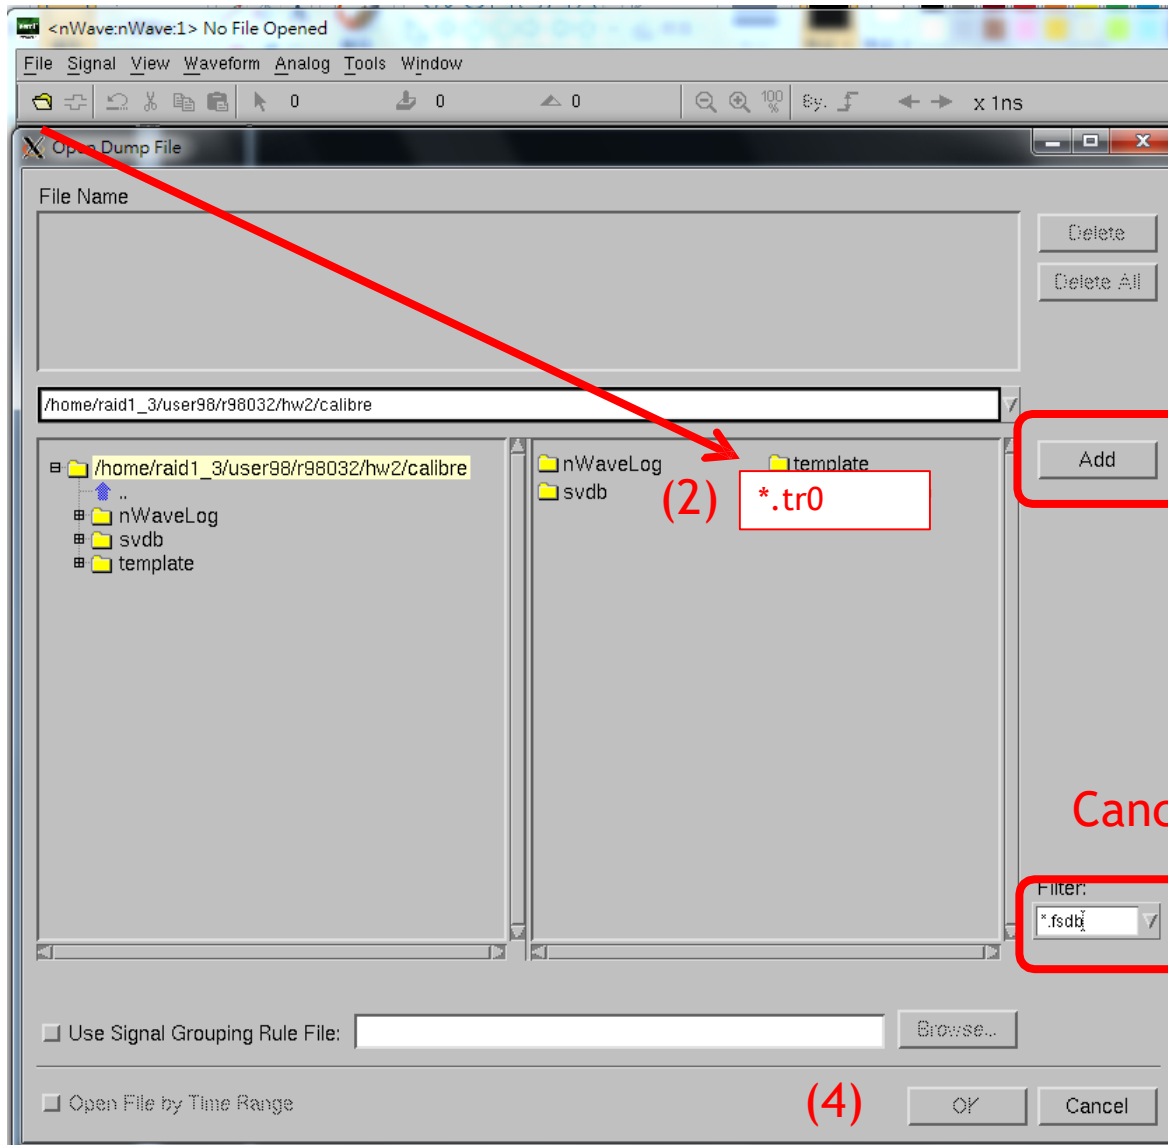 <nWave:nWave:1> No File Opened
File Signal View Waveform Analog Tools Window
0 0 0 100% By: x 1ns
Open Dump File
File Name
Delete
Delete All
/home/raid1_3/user98/r98032/hw2/calibre
Add
/home/raid1_3/user98/r98032/hw2/calibre
..
nWaveLog
svdb
template
nWaveLog template
svdb
(2) *.tr0
Canc
Filter:
*.fsdb
Use Signal Grouping Rule File:
Browse...
Open File by Time Range
(4)
OK
Cancel